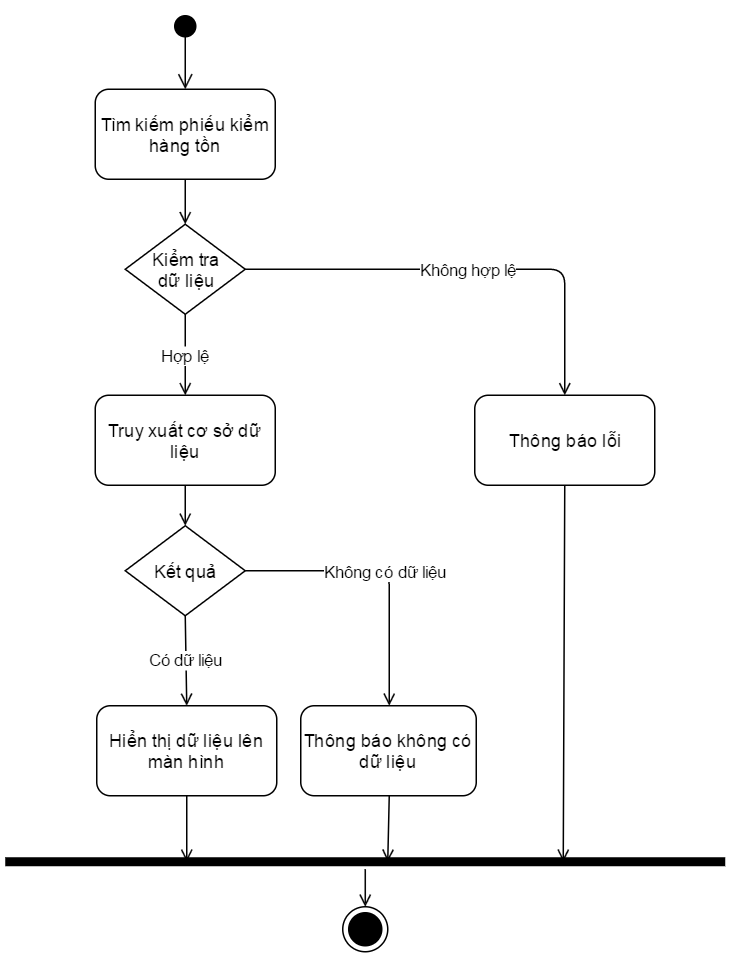 Tìm kiếm phiếu kiểm
hàng tồn
Kiểm tra
dữ liệu
Không hợp lệ
Hợp lệ
Truy xuất cơ sở dữ
liệu
Thông báo lỗi
Kết quả
Không có dữ liệu
Có dữ liệu
Hiển thị dữ liệu lên
màn hình
Thông báo không có
dữ liệu